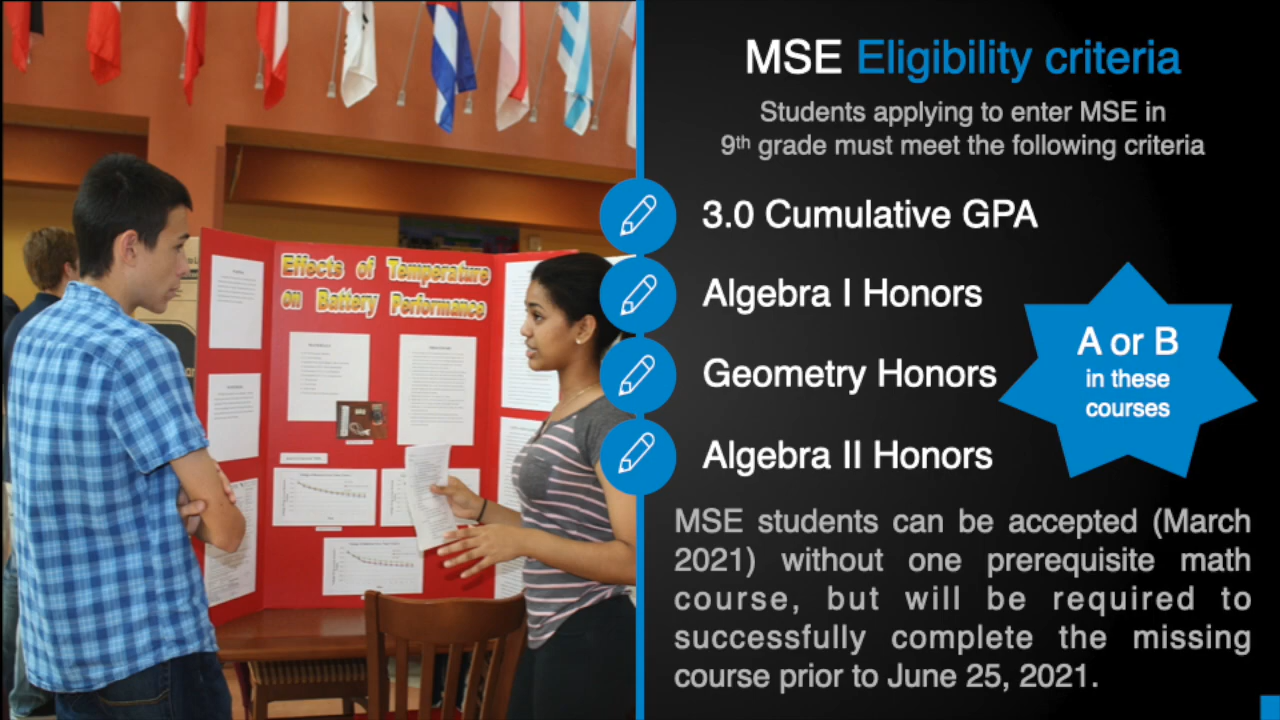 Effects of Temperature
on Battery Performance
MSE Eligibility criteria
Students applying to enter MSE in
9th grade must meet the following criteria
3.0 Cumulative GPA
Algebra I Honors
Geometry Honors
Algebra II Honors
A or B
in these
courses
MSE students can be accepted (March
2021) without one prerequisite math
course, but will be required to
successfully complete the missing
course prior to June 25, 2021.